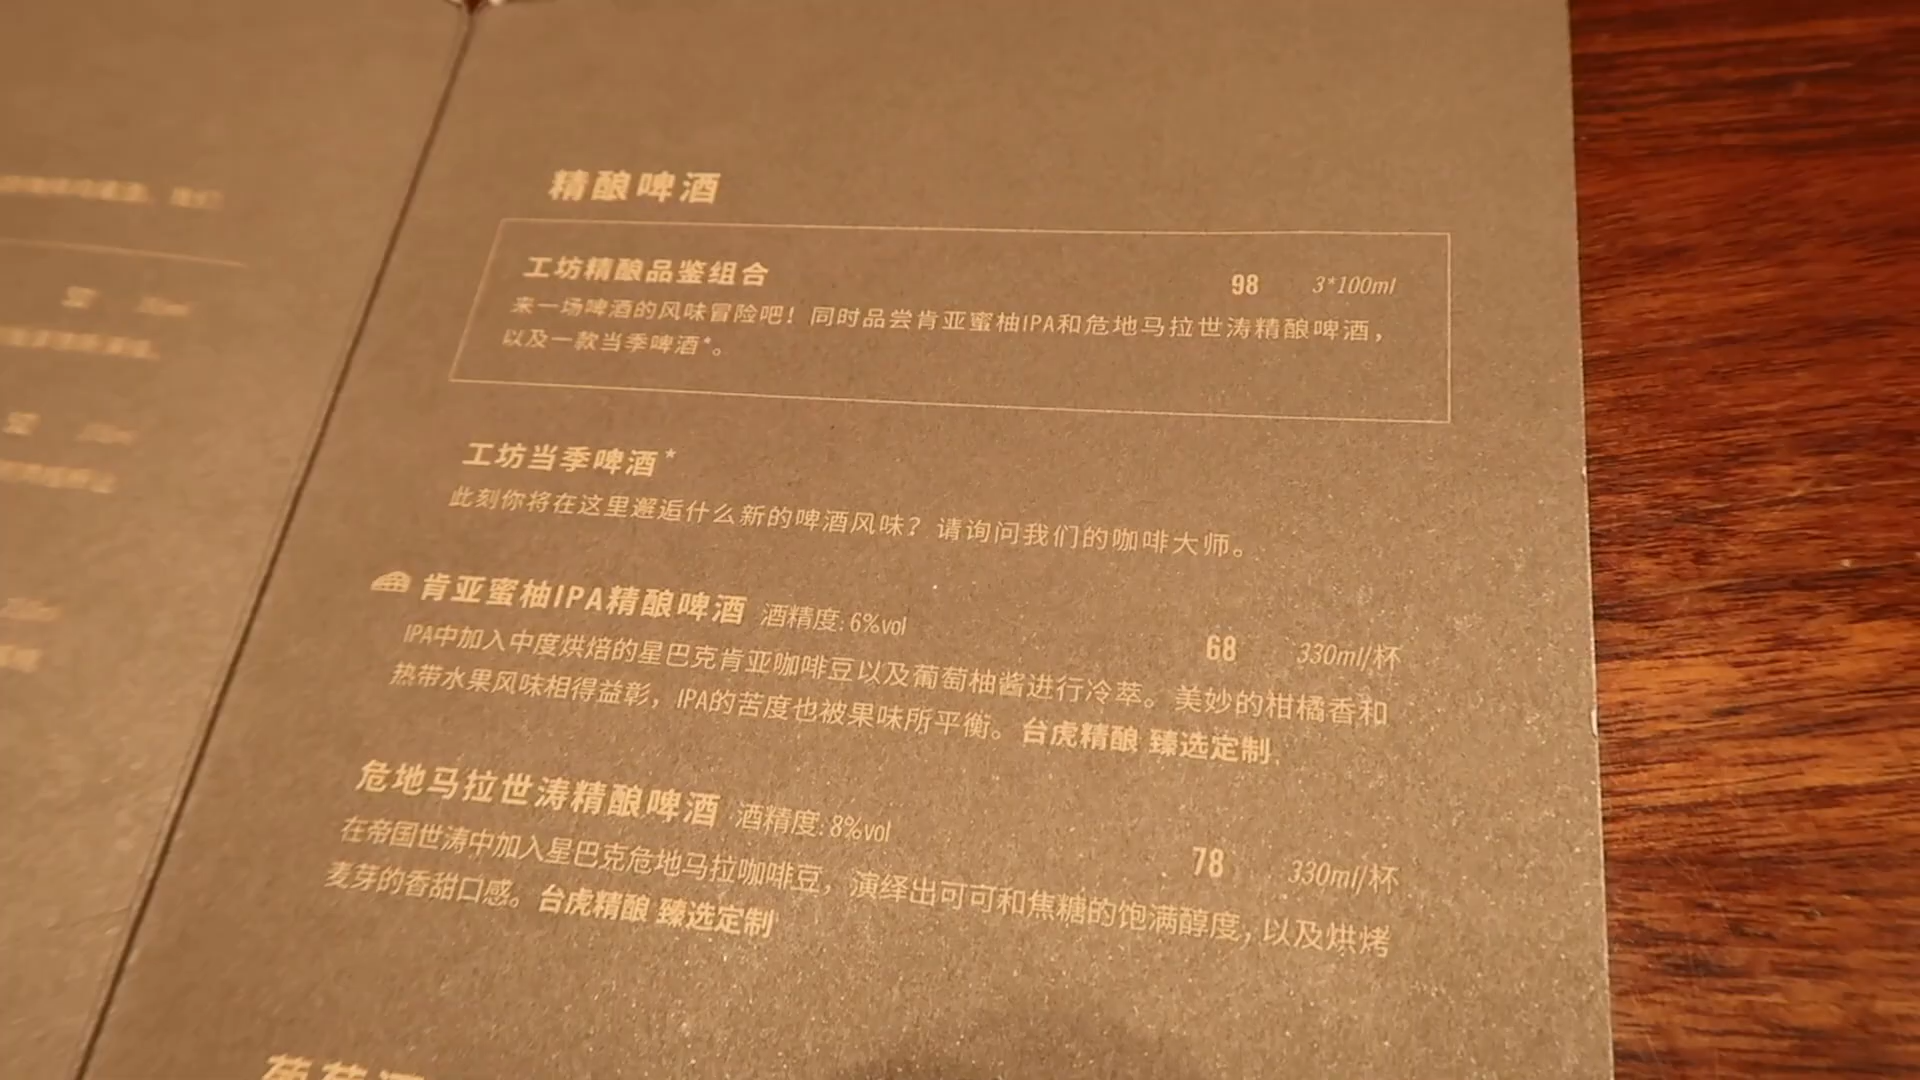 精酿啤酒
工坊精酿品鉴组合 98 3*100ml
来一场啤酒的风味冒险吧！同时品尝肯亚蜜柚IPA和危地马拉世涛精酿啤酒，
以及一款当季啤酒*。
工坊当季啤酒*
此刻你将在这里邂逅什么新的啤酒风味？请询问我们的咖啡大师。
肯亚蜜柚IPA精酿啤酒 酒精度: 6%vol 68 330ml/杯
IPA中加入中度烘焙的星巴克肯亚咖啡豆以及葡萄柚酱进行冷萃。美妙的柑橘香和
热带水果风味相得益彰，IPA的苦度也被果味所平衡。台虎精酿 臻选定制.
危地马拉世涛精酿啤酒 酒精度: 8%vol 78 330ml/杯
在帝国世涛中加入星巴克危地马拉咖啡豆，演绎出可可和焦糖的饱满醇度, 以及烘烤
麦芽的香甜口感。台虎精酿 臻选定制